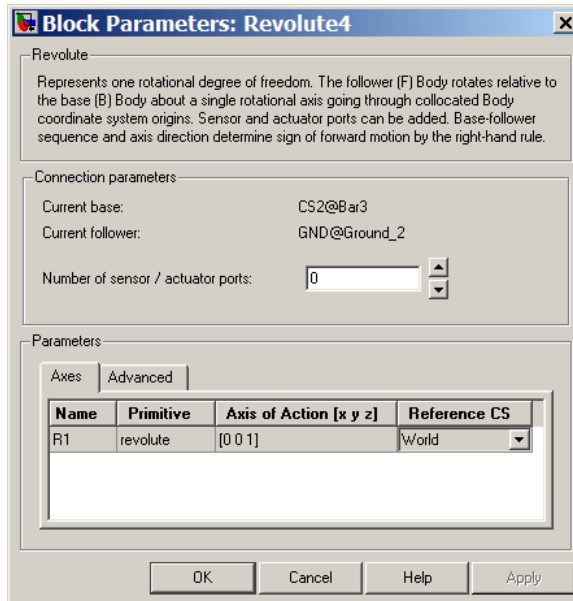 Block Parameters: Revolute4
Revolute
Represents one rotational degree of freedom. The follower (F) Body rotates relative to
the base (B) Body about a single rotational axis going through collocated Body
coordinate system origins. Sensor and actuator ports can be added. Base-follower
sequence and axis direction determine sign of forward motion by the right-hand rule.
Connection parameters
Current base: CS2@Bar3
Current follower: GND@Ground_2
Number of sensor / actuator ports: 0
Parameters
Axes Advanced
Name Primitive Axis of Action [x y z] Reference CS
R1 revolute [0 0 1] World
OK Cancel Help Apply